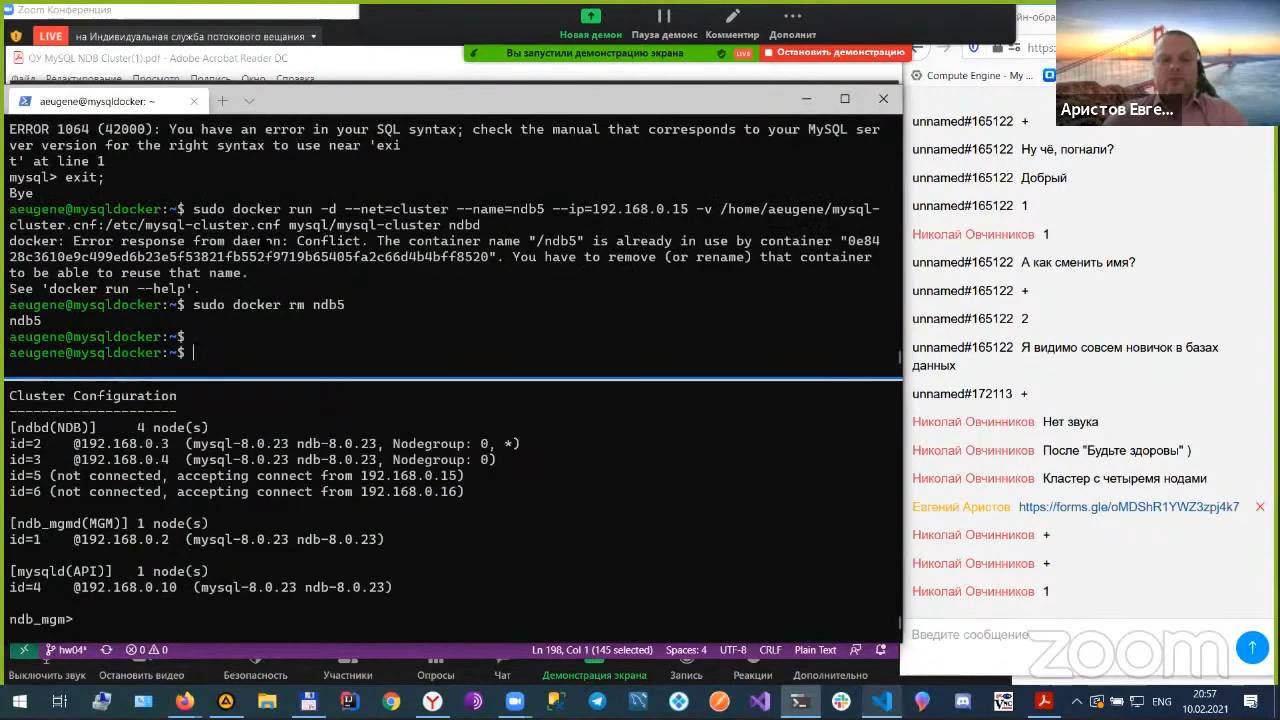 Zoom Конференция
LIVE на Индивидуальная служба потокового вещания
Новая демон Пауза демонс Комментир Дополнит
Вы запустили демонстрацию экрана LIVE Остановить демонстрацию
ОУ MySQL NDB Cluster(1).pdf - Adobe Acrobat Reader DC
Файл Редактирование Просмотр Подпись Окно Справка
йн-обра
https:
Compute Engine - My ...
Аристов Евге...
aeugene@mysqldocker: ~
ERROR 1064 (42000): You have an error in your SQL syntax; check the manual that corresponds to your MySQL ser
ver version for the right syntax to use near 'exi
t' at line 1
mysql> exit;
Bye
aeugene@mysqldocker:~$ sudo docker run -d --net=cluster --name=ndb5 --ip=192.168.0.15 -v /home/aeugene/mysql-
cluster.cnf:/etc/mysql-cluster.cnf mysql/mysql-cluster ndbd
docker: Error response from daemon: Conflict. The container name "/ndb5" is already in use by container "0e84
28c3610e9c499ed6b23e5f53821fb552f9719b65405fa2c66d4b4bff8520". You have to remove (or rename) that container
to be able to reuse that name.
See 'docker run --help'.
aeugene@mysqldocker:~$ sudo docker rm ndb5
ndb5
aeugene@mysqldocker:~$
aeugene@mysqldocker:~$
Cluster Configuration
---------------------
[ndbd(NDB)] 4 node(s)
id=2 @192.168.0.3 (mysql-8.0.23 ndb-8.0.23, Nodegroup: 0, *)
id=3 @192.168.0.4 (mysql-8.0.23 ndb-8.0.23, Nodegroup: 0)
id=5 (not connected, accepting connect from 192.168.0.15)
id=6 (not connected, accepting connect from 192.168.0.16)
[ndb_mgmd(MGM)] 1 node(s)
id=1 @192.168.0.2 (mysql-8.0.23 ndb-8.0.23)
[mysqld(API)] 1 node(s)
id=4 @192.168.0.10 (mysql-8.0.23 ndb-8.0.23)
ndb_mgm>
unnamed#165122 +
unnamed#165122 Ну чё, погнали?
unnamed#165122 Добрый
unnamed#165122 1
Николай Овчинников 1
unnamed#165122 А как сменить имя?
unnamed#165122 +
unnamed#165122 2
unnamed#165122 Я видимо совсем новичок в базах
данных
unnamed#172113 +
Николай Овчинников Нет звука
Николай Овчинников После "Будьте здоровы" )
Николай Овчинников Кластер с четыремя нодами
Евгений Аристов https://forms.gle/oMDShR1YWZ3zpj4k7
Николай Овчинников +
Николай Овчинников +
Николай Овчинников 1
Введите сообщение
zoom
hw04* 0 0 Ln 198, Col 1 (145 selected) Spaces: 4 UTF-8 CRLF Plain Text
Выключить звук Остановить видео Безопасность Участники Опросы Чат Демонстрация экрана Запись Реакции Дополнительно
ENG 20:57
10.02.2021